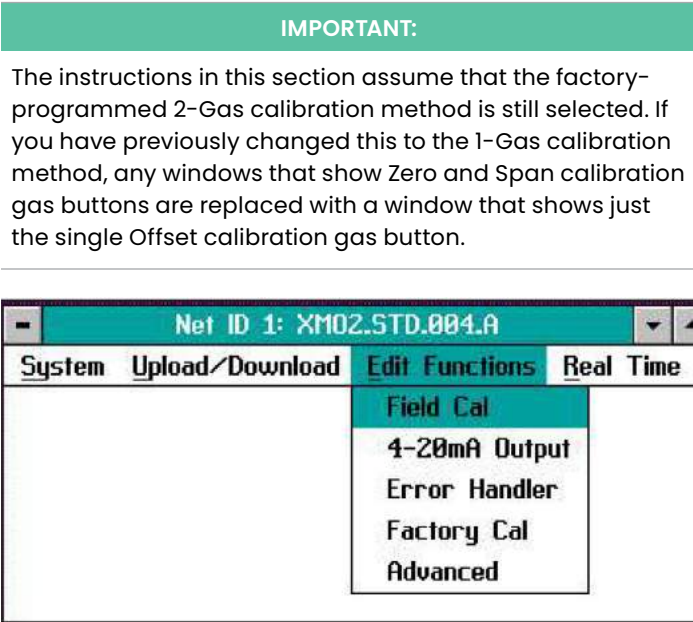 IMPORTANT:
The instructions in this section assume that the factory-
programmed 2-Gas calibration method is still selected. If
you have previously changed this to the 1-Gas calibration
method, any windows that show Zero and Span calibration
gas buttons are replaced with a window that shows just
the single Offset calibration gas button.
Net ID 1: XMO2.STD.004.A
System Upload/Download Edit Functions Real Time
Field Cal
4-20mA Output
Error Handler
Factory Cal
Advanced